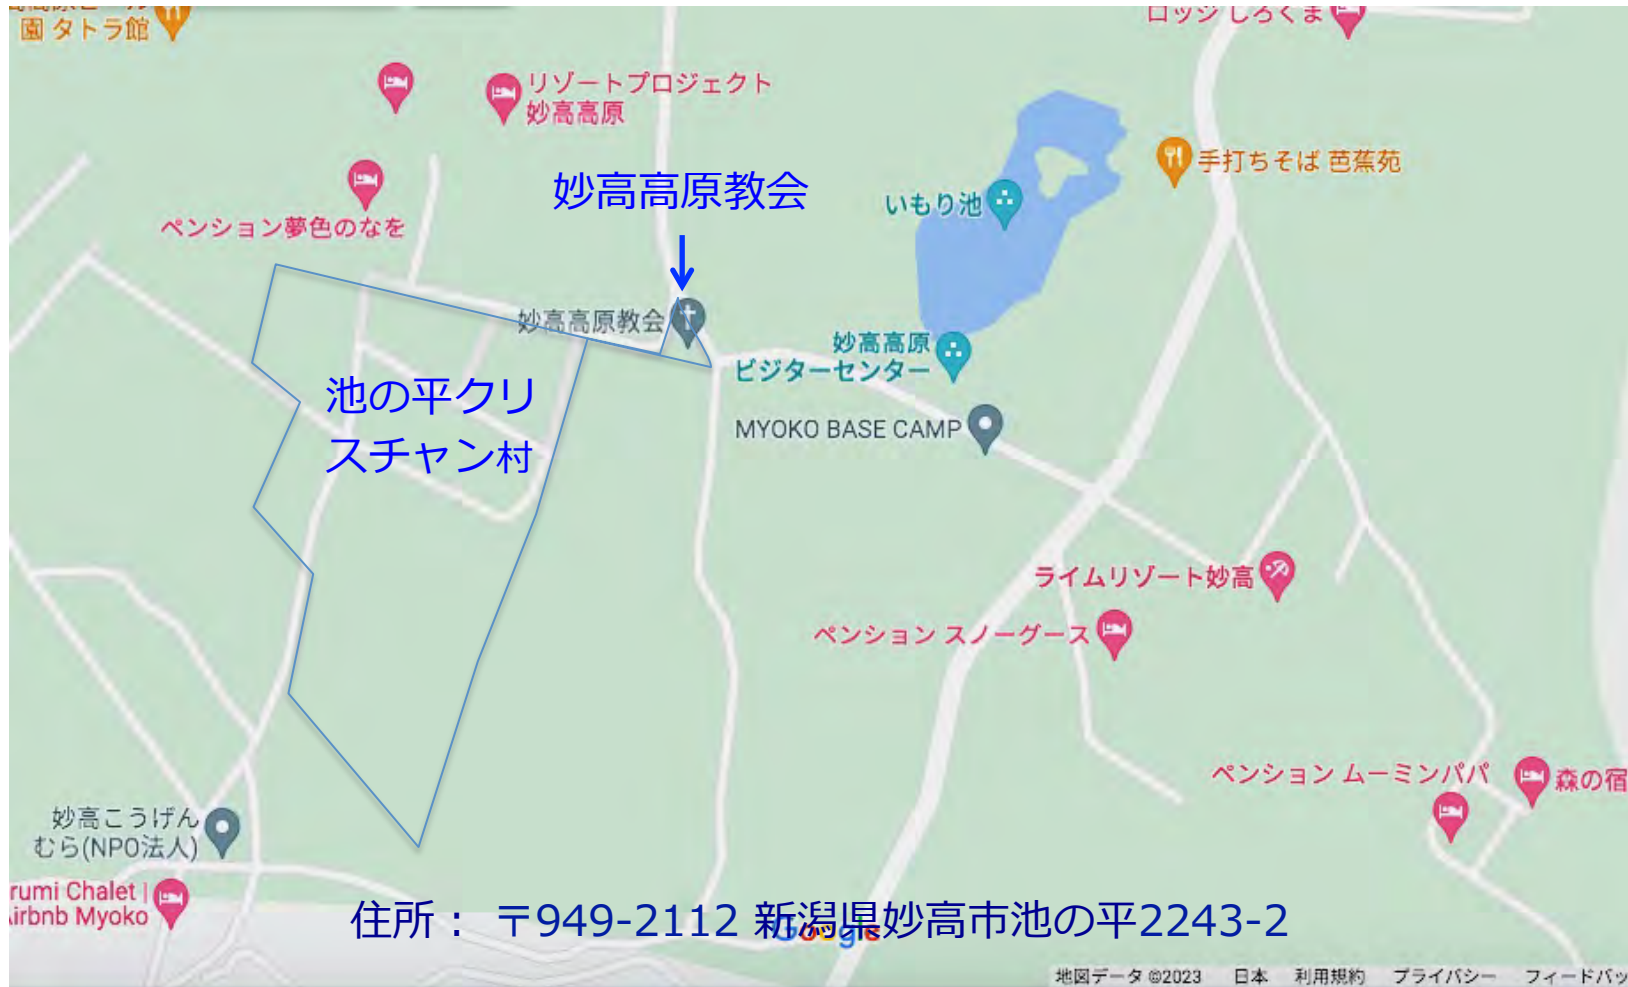 園 タトラ館
ロッジ しろくま
リゾートプロジェクト
妙高高原
手打ちそば 芭蕉苑
妙高高原教会
いもり池
ペンション夢色のなを
妙高高原教会
妙高高原
ビジターセンター
池の平クリ
スチャン村
MYOKO BASE CAMP
ライムリゾート妙高
ペンション スノーグース
ペンション ムーミンパパ
森の宿
妙高こうげん
むら(NPO法人)
rumi Chalet |
irbnb Myoko
住所： 〒949-2112 新潟県妙高市池の平2243-2
Google
地図データ ©2023 日本 利用規約 プライバシー フィードバッ